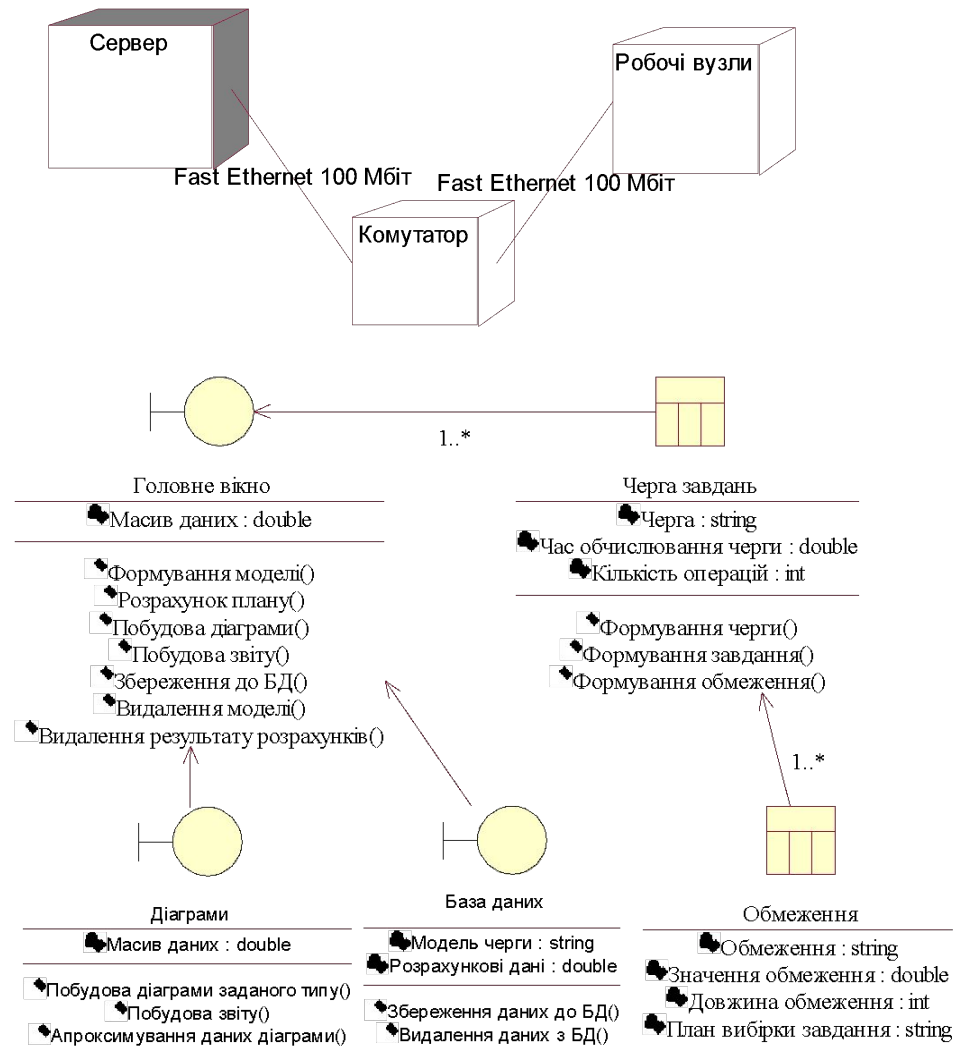 Сервер
Робочі вузли
Fast Ethernet 100 Мбіт
Fast Ethernet 100 Мбіт
Комутатор
1..*
Головне вікно
Масив даних : double
Формування моделі()
Розрахунок плану()
Побудова діаграми()
Побудова звіту()
Збереження до БД()
Видалення моделі()
Видалення результату розрахунків()
Черга завдань
Черга : string
Час обчислювання черги : double
Кількість операцій : int
Формування черги()
Формування завдання()
Формування обмеження()
1..*
Діаграми
Масив даних : double
Побудова діаграми заданого типу()
Побудова звіту()
Апроксимування даних діаграми()
База даних
Модель черги : string
Розрахункові дані : double
Збереження даних до БД()
Видалення даних з БД()
Обмеження
Обмеження : string
Значення обмеження : double
Довжина обмеження : int
План вибірки завдання : string